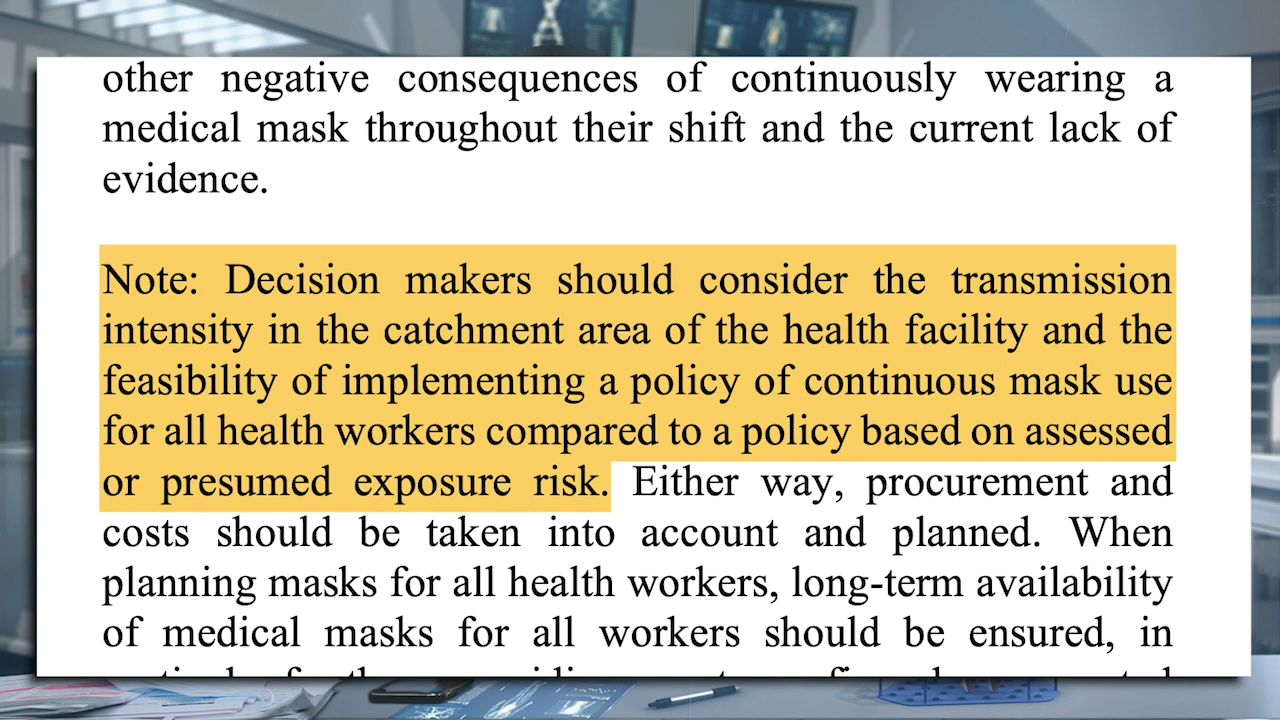 other negative consequences of continuously wearing a
medical mask throughout their shift and the current lack of
evidence.
Note: Decision makers should consider the transmission
intensity in the catchment area of the health facility and the
feasibility of implementing a policy of continuous mask use
for all health workers compared to a policy based on assessed
or presumed exposure risk. Either way, procurement and
costs should be taken into account and planned. When
planning masks for all health workers, long-term availability
of medical masks for all workers should be ensured, in